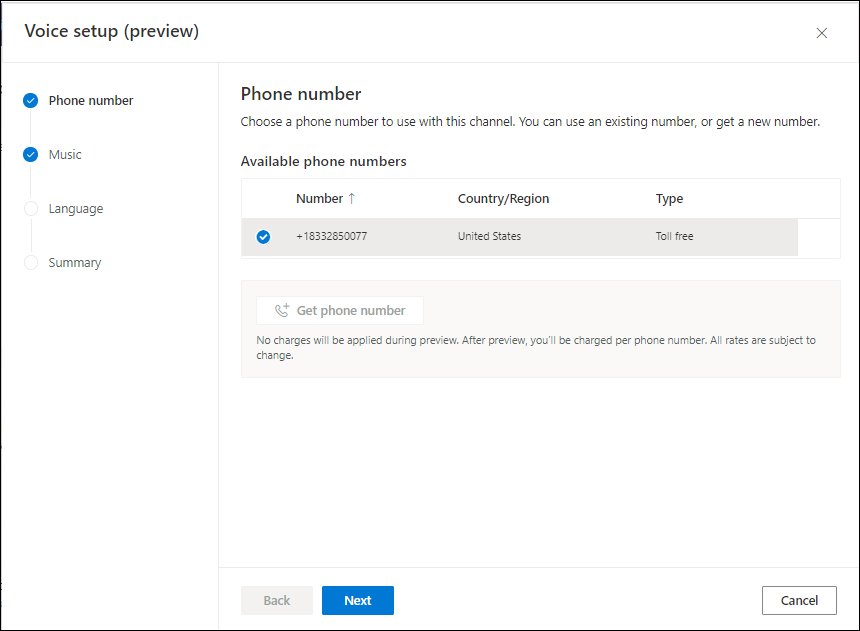 Voice setup (preview)
Phone number
Music
Language
Summary
Phone number
Choose a phone number to use with this channel. You can use an existing number, or get a new number.
Available phone numbers
Number ↑ Country/Region Type
+18332850077 United States Toll free
Get phone number
No charges will be applied during preview. After preview, you'll be charged per phone number. All rates are subject to
change.
Back Next Cancel